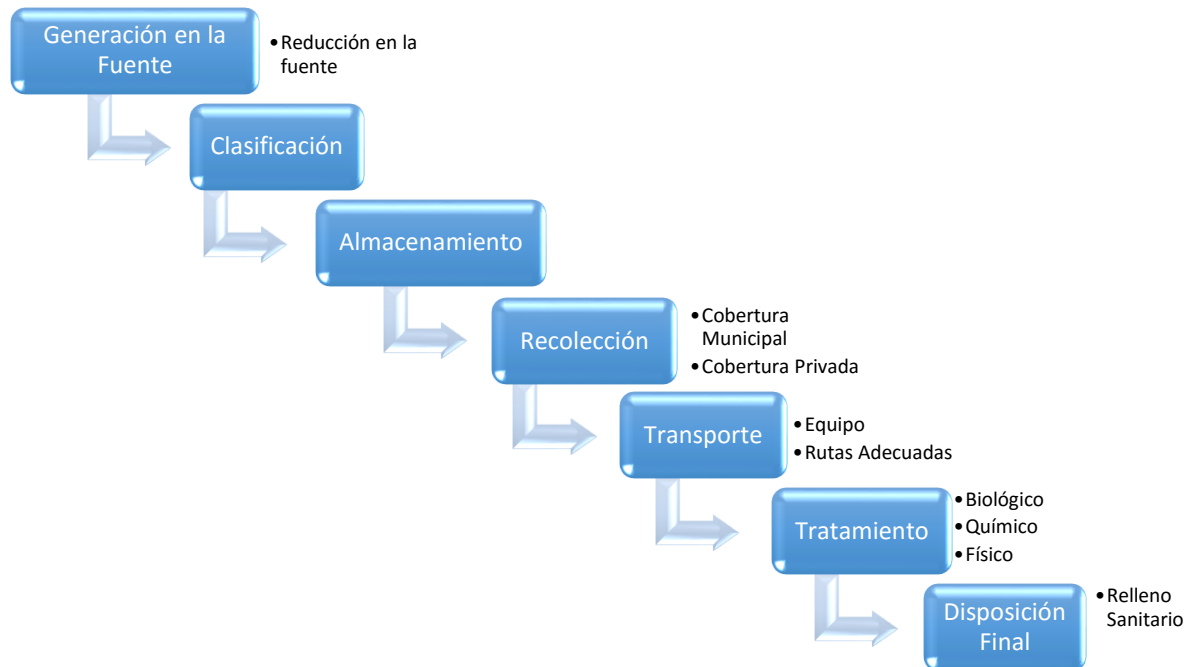 Generación en la
Fuente
•Reducción en la
fuente
Clasificación
Almacenamiento
Recolección
•Cobertura
Municipal
•Cobertura Privada
Transporte
•Equipo
•Rutas Adecuadas
Tratamiento
•Biológico
•Químico
•Físico
Disposición
Final
•Relleno
Sanitario